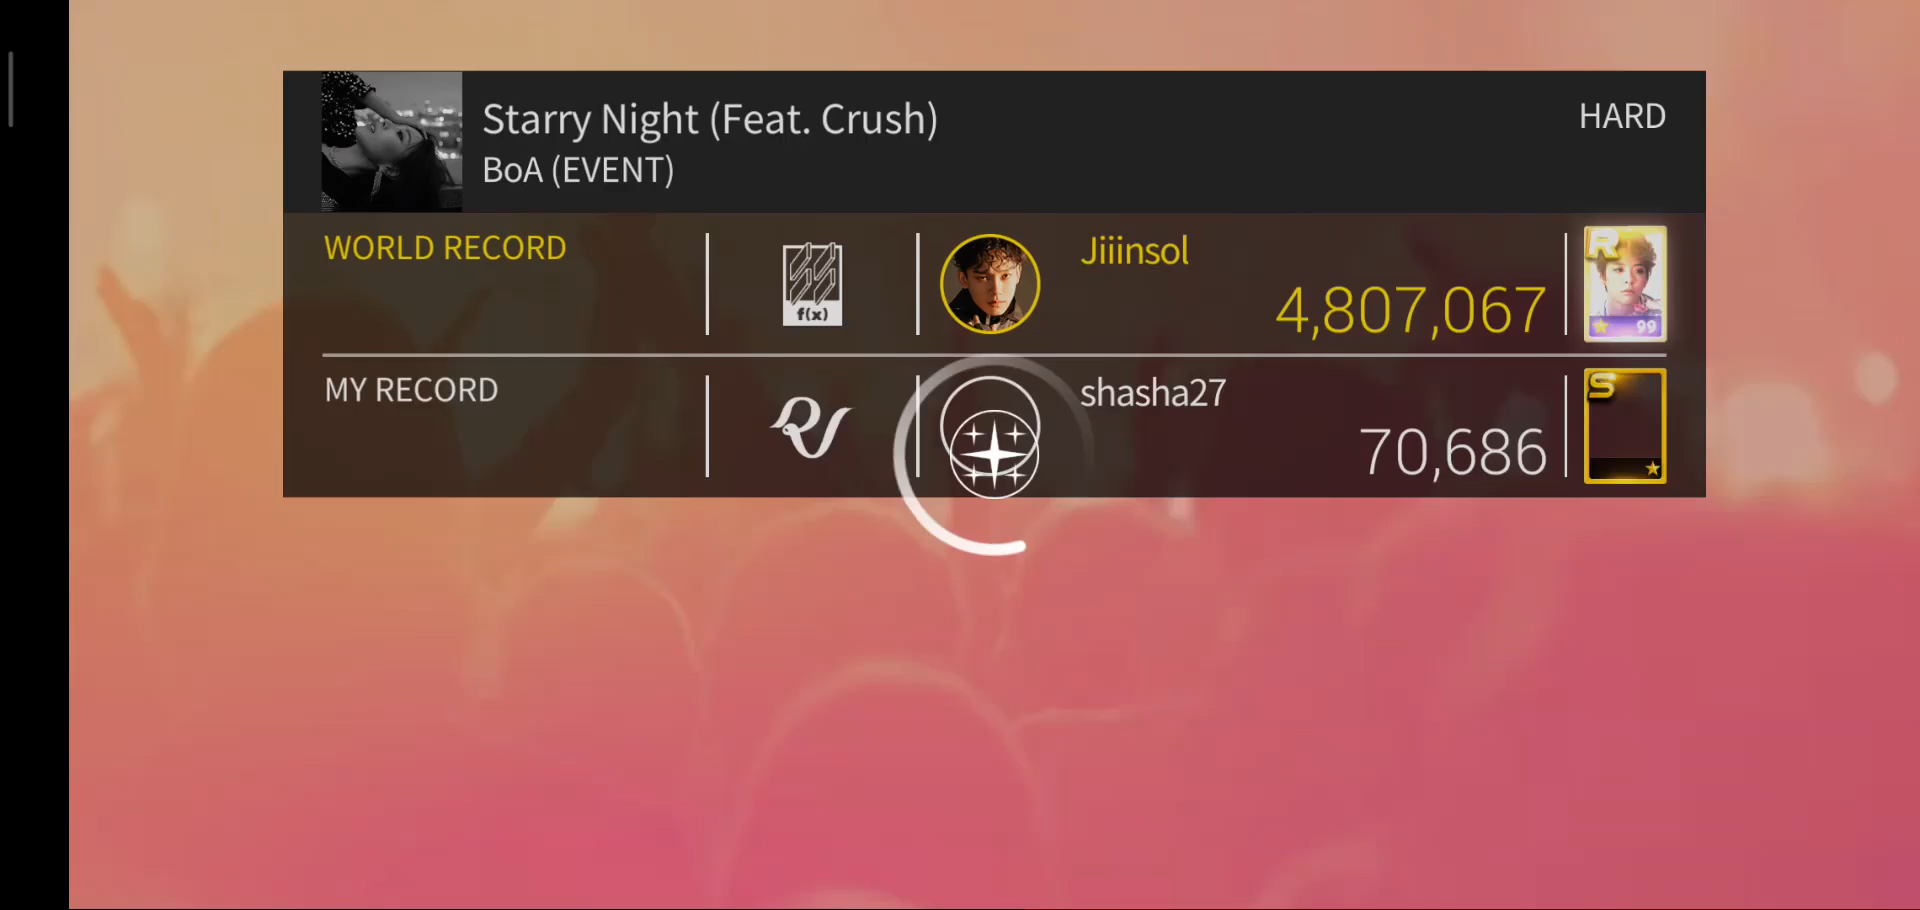 Starry Night (Feat. Crush)
BoA (EVENT)
HARD
WORLD RECORD
f(x)
Jiiinsol
4,807,067
R
99
MY RECORD
RV
shasha27
70,686
S